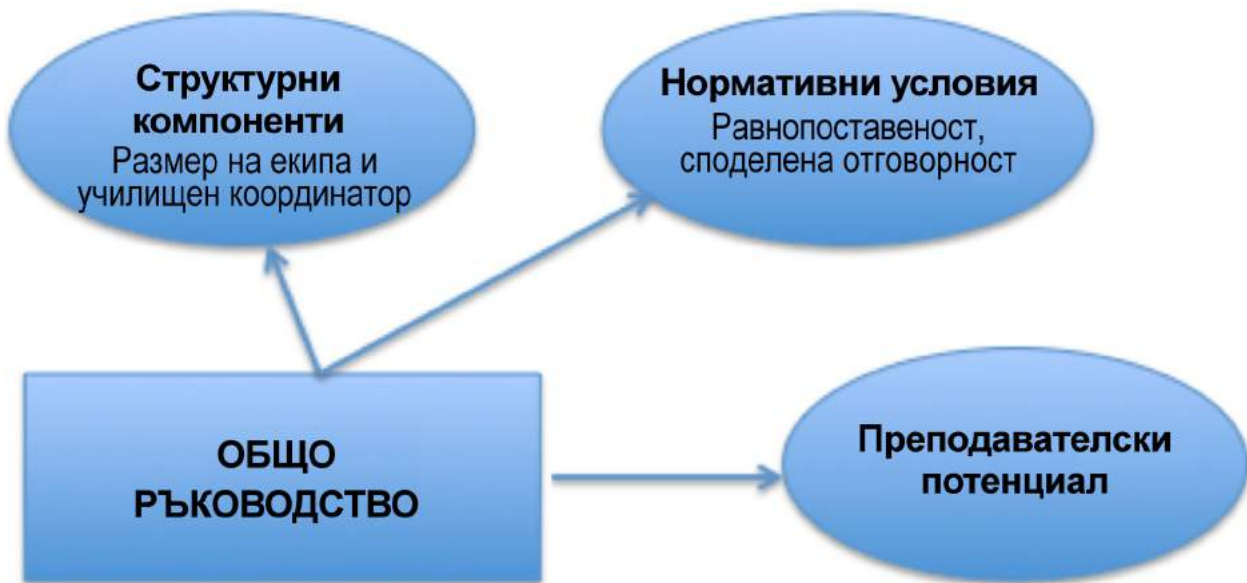 Структурни
компоненти
Размер на екипа и
училищен координатор
Нормативни условия
Равнопоставеност,
споделена отговорност
ОБЩО
РЪКОВОДСТВО
Преподавателски
потенциал